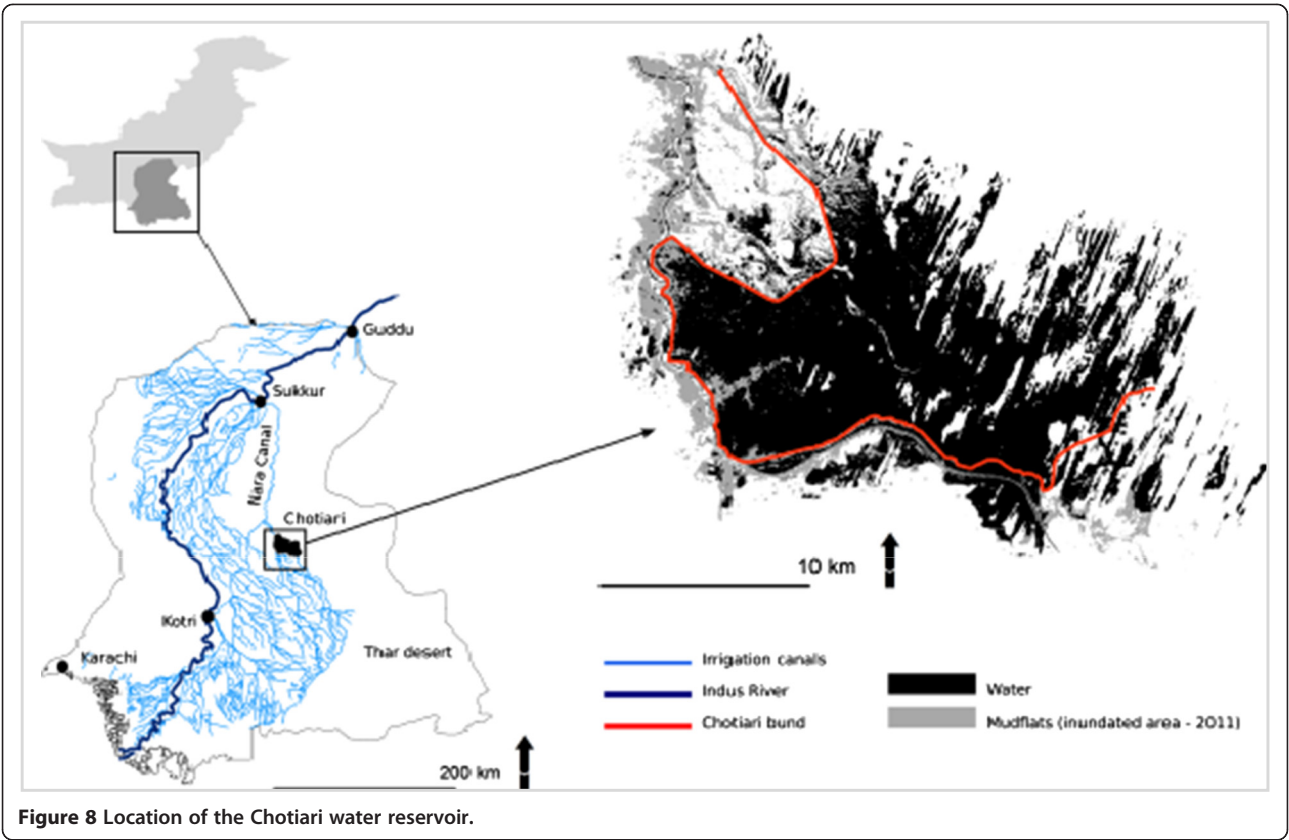 Guddu
Sukkur
Nara Canal
Chotiari
Kotri
Karachi
Thar desert
200 km
10 km
Irrigation canals
Indus River
Chotiari bund
Water
Mudflats (inundated area - 2011)
Figure 8 Location of the Chotiari water reservoir.